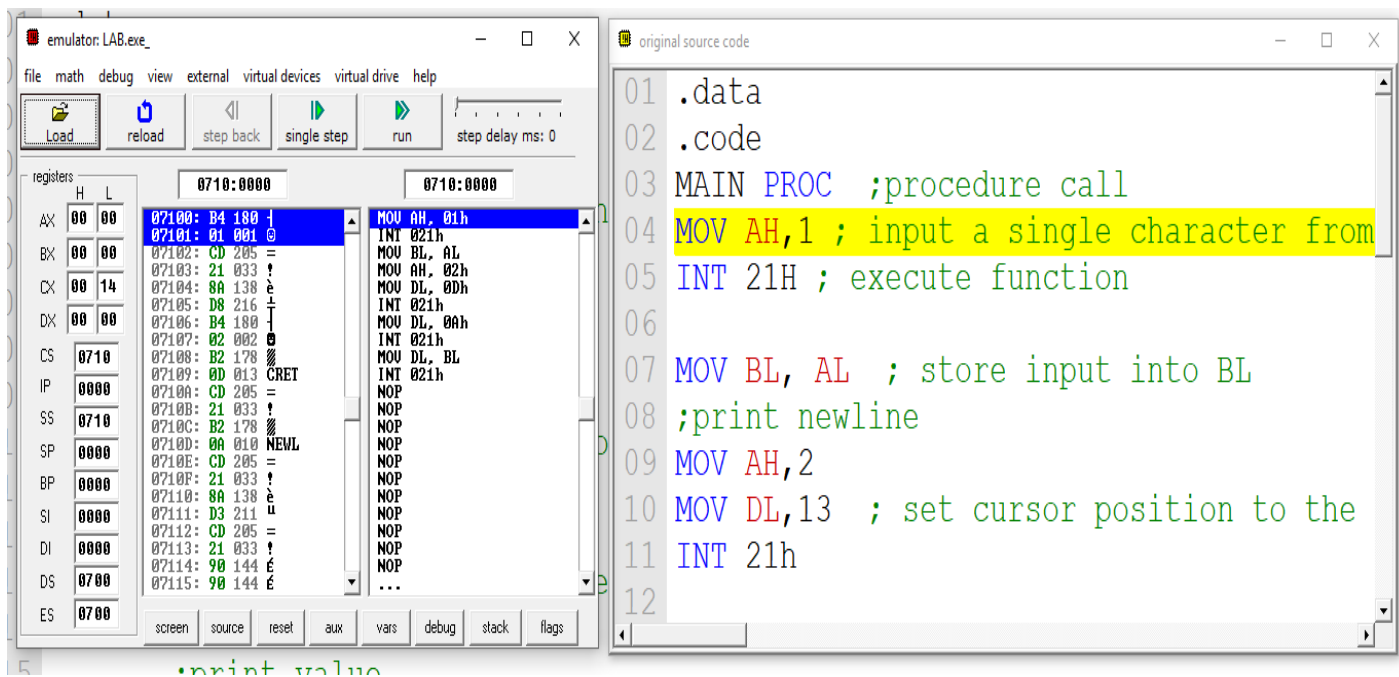 emulator: LAB.exe_
file math debug view external virtual devices virtual drive help
Load reload step back single step run step delay ms: 0
registers
H L
0710:0000 0710:0000
AX 00 00
BX 00 00
CX 00 14
DX 00 00
CS 0710
IP 0000
SS 0710
SP 0000
BP 0000
SI 0000
DI 0000
DS 0700
ES 0700
07100: B4 180 ┤
07101: 01 001 ☺
07102: CD 205 =
07103: 21 033 !
07104: 8A 138 è
07105: D8 216 ╧
07106: B4 180 ┤
07107: 02 002 ☻
07108: B2 178 ▒
07109: 0D 013 CRET
0710A: CD 205 =
0710B: 21 033 !
0710C: B2 178 ▒
0710D: 0A 010 NEWL
0710E: CD 205 =
0710F: 21 033 !
07110: 8A 138 è
07111: D3 211 ╙
07112: CD 205 =
07113: 21 033 !
07114: 90 144 É
07115: 90 144 É
MOV AH, 01h
INT 021h
MOV BL, AL
MOV AH, 02h
MOV DL, 0Dh
INT 021h
MOV DL, 0Ah
INT 021h
MOV DL, BL
INT 021h
NOP
NOP
NOP
NOP
NOP
NOP
NOP
NOP
NOP
NOP
NOP
...
screen source reset aux vars debug stack flags
original source code
01 .data
02 .code
03 MAIN PROC ;procedure call
04 MOV AH,1 ; input a single character from
05 INT 21H ; execute function
06
07 MOV BL, AL ; store input into BL
08 ;print newline
09 MOV AH,2
10 MOV DL,13 ; set cursor position to the
11 INT 21h
12
15 ;print value